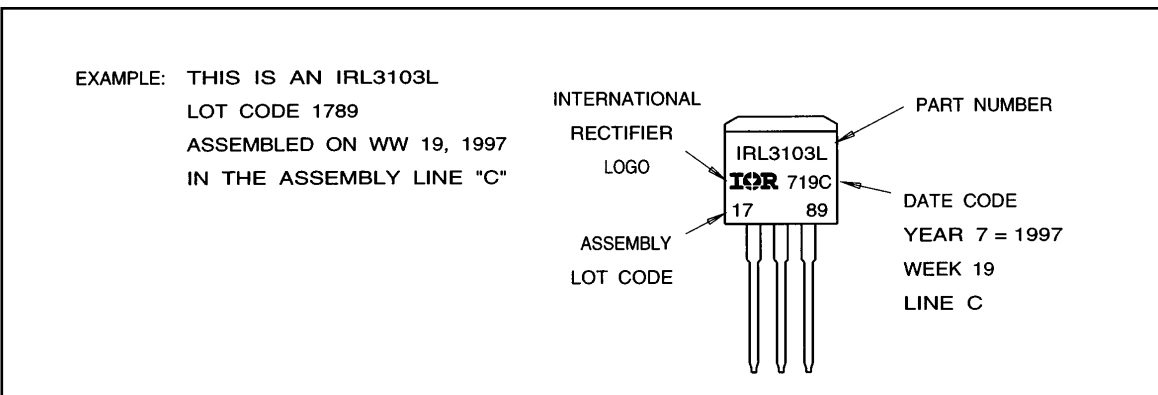 EXAMPLE: THIS IS AN IRL3103L
LOT CODE 1789
ASSEMBLED ON WW 19, 1997
IN THE ASSEMBLY LINE "C"
INTERNATIONAL
RECTIFIER
LOGO
ASSEMBLY
LOT CODE
IRL3103L
IOR 719C
17 89
PART NUMBER
DATE CODE
YEAR 7 = 1997
WEEK 19
LINE C